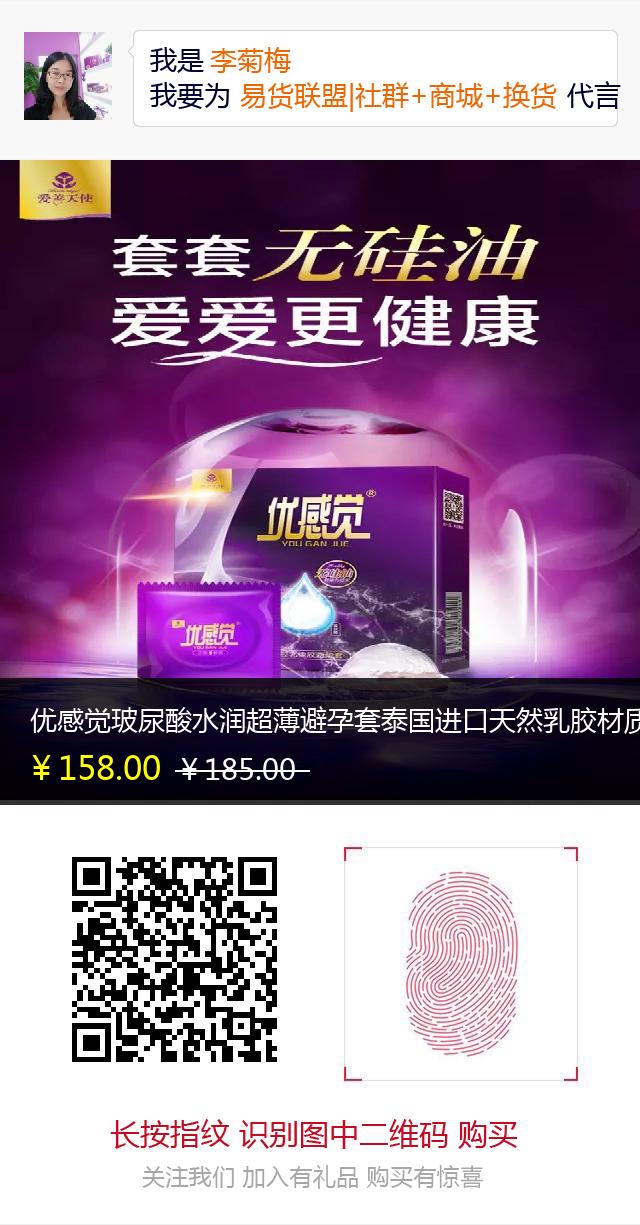 我是 李菊梅
我要为 易货联盟|社群+商城+换货 代言
爱善天使
套套无硅油
爱爱更健康
优感觉®
YOU GAN JUE
无硅油
优感觉
YOU GAN JUE
优感觉玻尿酸水润超薄避孕套泰国进口天然乳胶材质
￥158.00 ￥185.00
长按指纹 识别图中二维码 购买
关注我们 加入有礼品 购买有惊喜